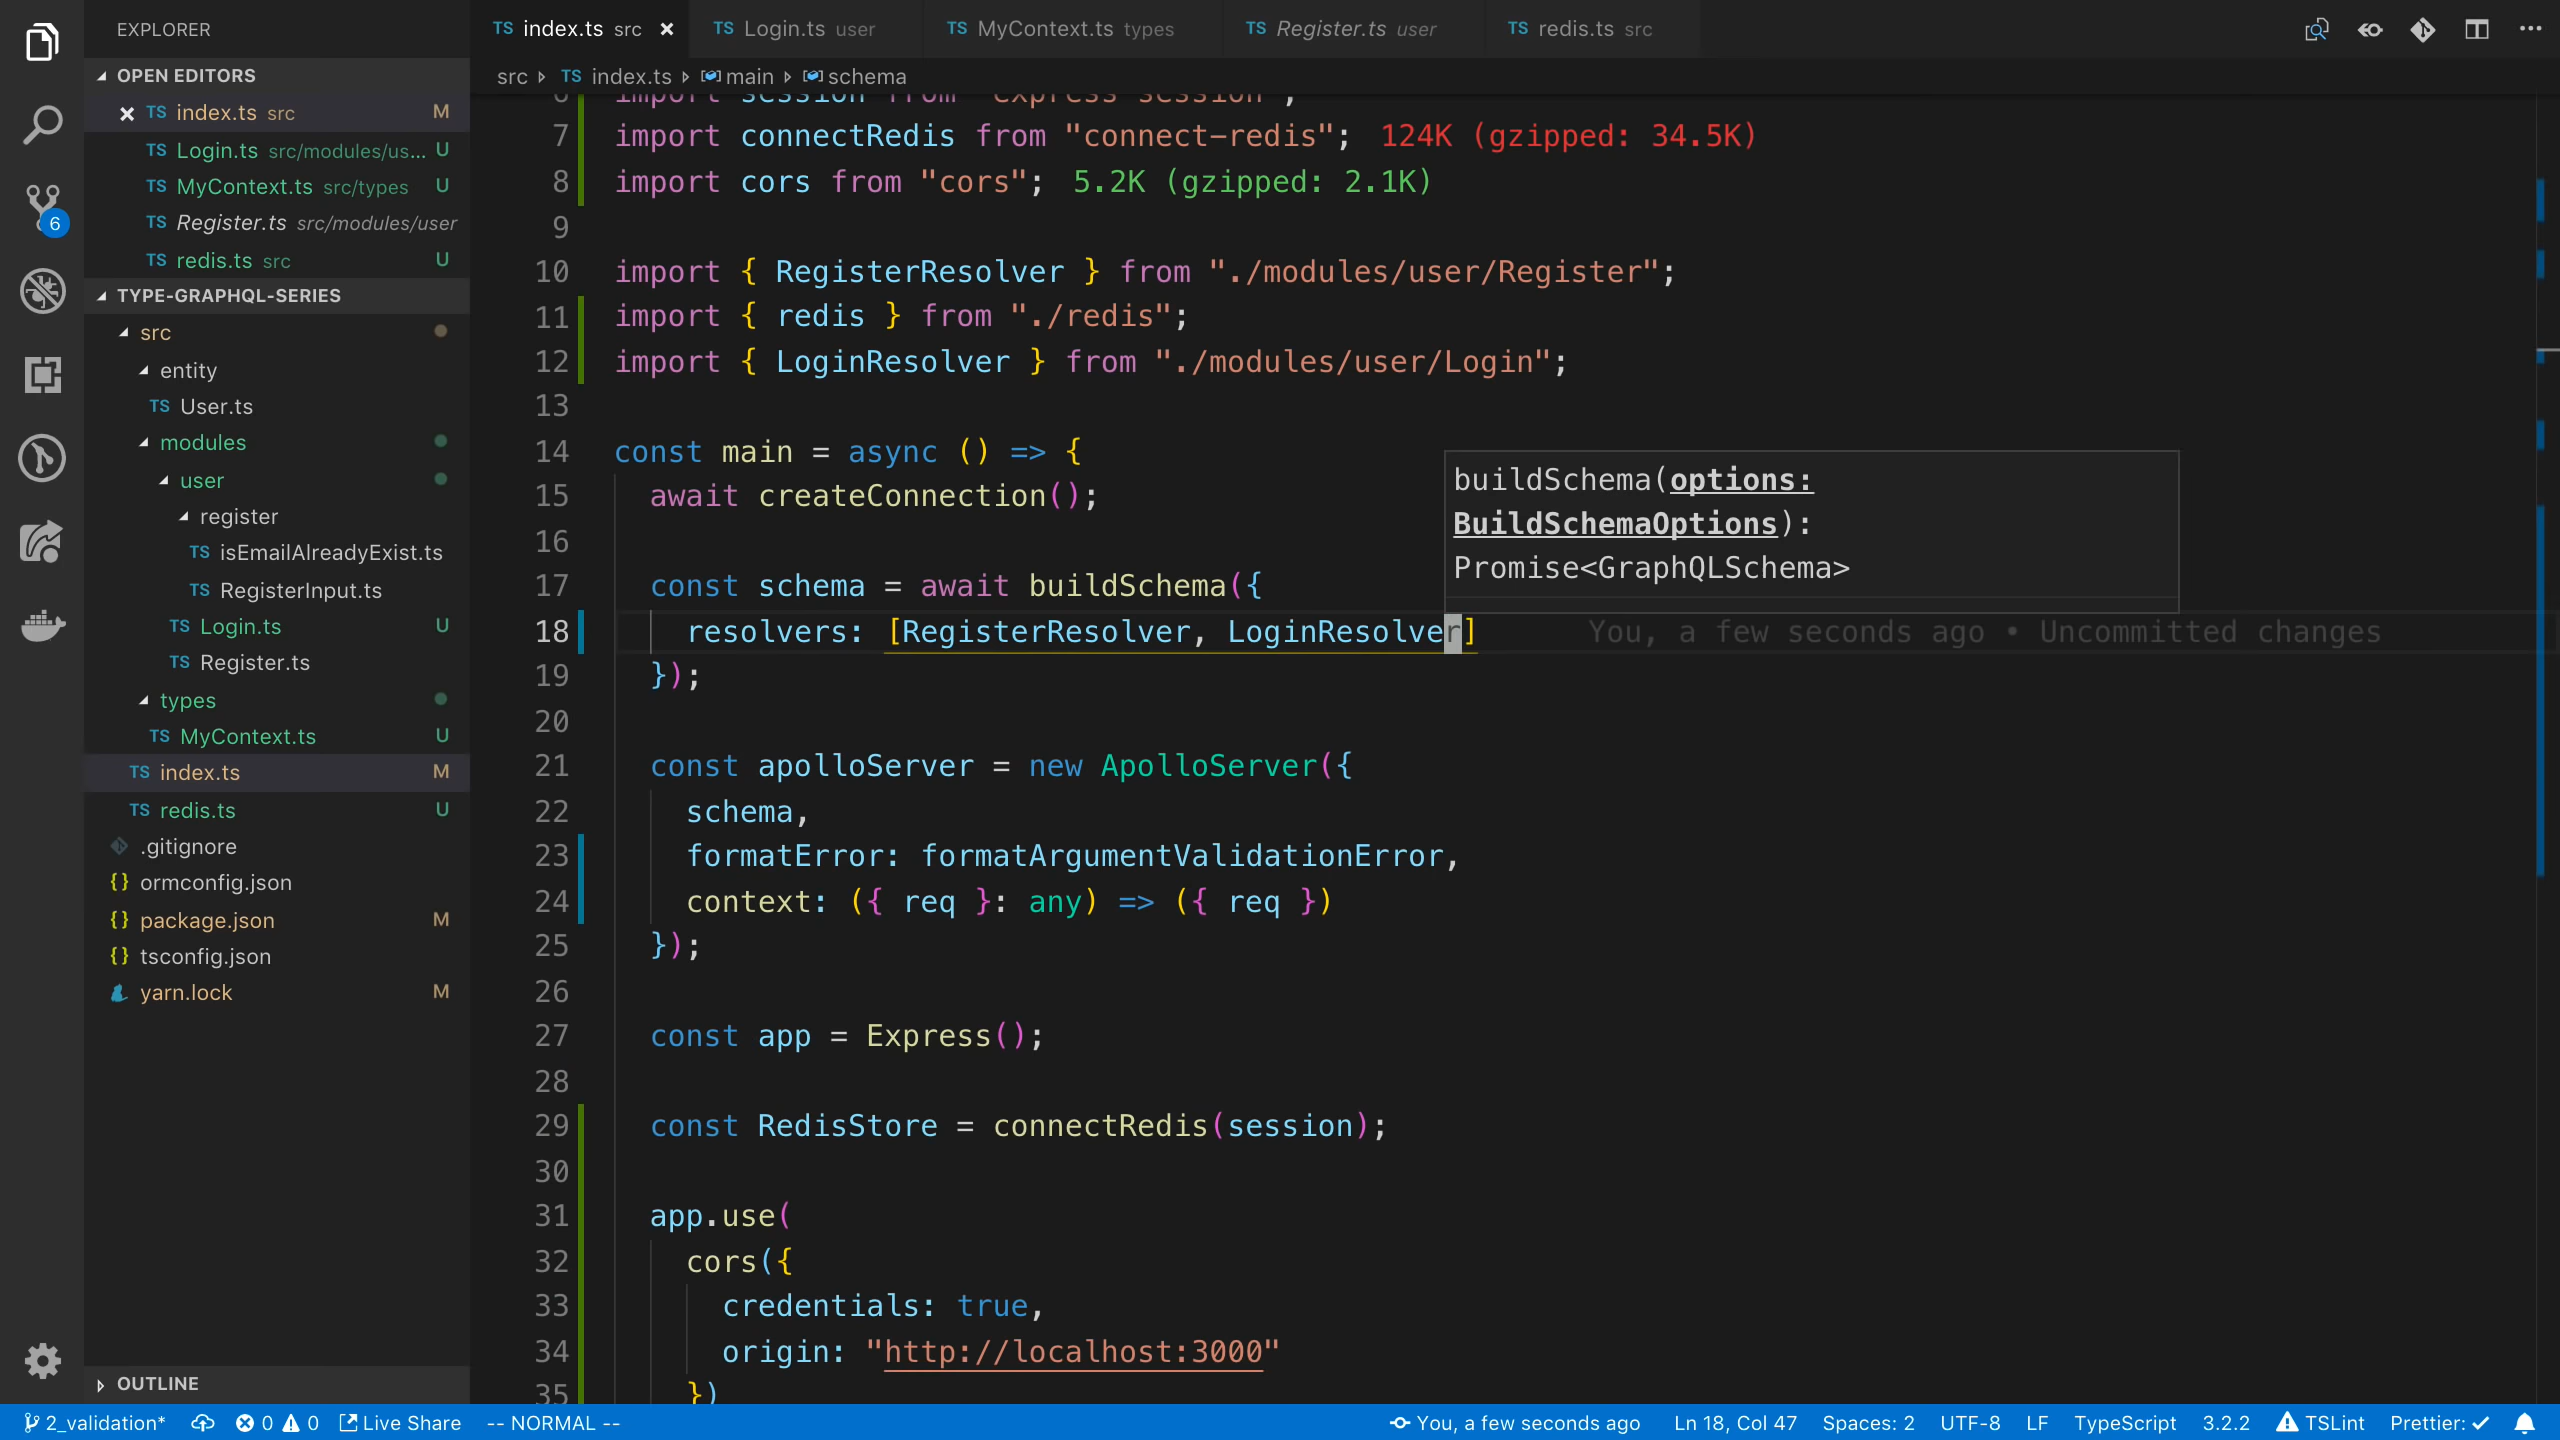 EXPLORER
OPEN EDITORS
TS index.ts src M
TS Login.ts src/modules/us... U
TS MyContext.ts src/types U
TS Register.ts src/modules/user
TS redis.ts src U
TYPE-GRAPHQL-SERIES
src
entity
TS User.ts
modules
user
register
TS isEmailAlreadyExist.ts
TS RegisterInput.ts
TS Login.ts U
TS Register.ts
types
TS MyContext.ts U
TS index.ts M
TS redis.ts U
.gitignore
{} ormconfig.json
{} package.json M
{} tsconfig.json
yarn.lock M
OUTLINE
6
TS index.ts src × TS Login.ts user TS MyContext.ts types TS Register.ts user TS redis.ts src
src › TS index.ts › main › schema
6 import session from "express-session";
7 import connectRedis from "connect-redis"; 124K (gzipped: 34.5K)
8 import cors from "cors"; 5.2K (gzipped: 2.1K)
9
10 import { RegisterResolver } from "./modules/user/Register";
11 import { redis } from "./redis";
12 import { LoginResolver } from "./modules/user/Login";
13
14 const main = async () => {
15 await createConnection();
16
17 const schema = await buildSchema({
18 resolvers: [RegisterResolver, LoginResolver] You, a few seconds ago • Uncommitted changes
19 });
20
21 const apolloServer = new ApolloServer({
22 schema,
23 formatError: formatArgumentValidationError,
24 context: ({ req }: any) => ({ req })
25 });
26
27 const app = Express();
28
29 const RedisStore = connectRedis(session);
30
31 app.use(
32 cors({
33 credentials: true,
34 origin: "http://localhost:3000"
35 })
buildSchema(options:
BuildSchemaOptions):
Promise<GraphQLSchema>
2_validation* 0 0 Live Share -- NORMAL -- You, a few seconds ago Ln 18, Col 47 Spaces: 2 UTF-8 LF TypeScript 3.2.2 TSLint Prettier: ✓